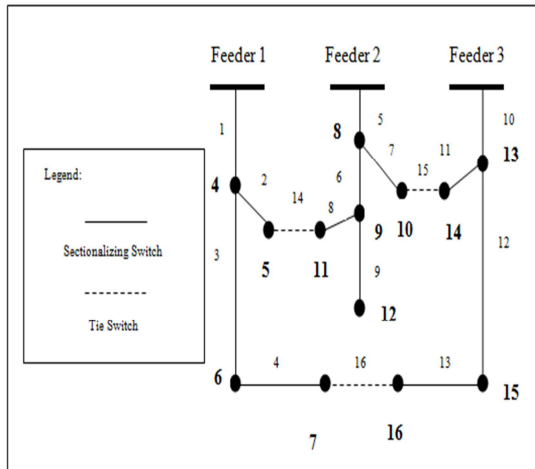 Feeder 1 Feeder 2 Feeder 3
1 5 10
8 7 11 13
Legend: 4 2 6 15
14 8 10 14
Sectionalizing Switch 3 5 11 9 12
9
12
Tie Switch
6 4 16 13 15
7 16